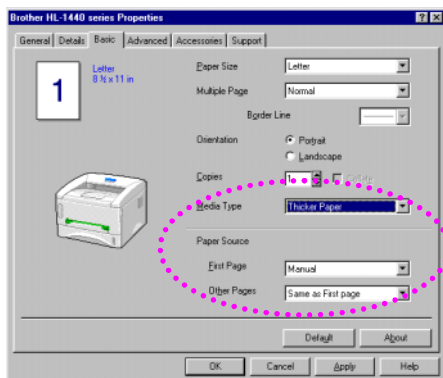 Brother HL-1440 series Properties
General Details Basic Advanced Accessories Support
1
Letter
8 ½ x 11 in
Paper Size Letter
Multiple Page Normal
Border Line
Orientation Portrait
Landscape
Copies 1 Collate
Media Type Thicker Paper
Paper Source
First Page Manual
Other Pages Same as First page
Default About
OK Cancel Apply Help